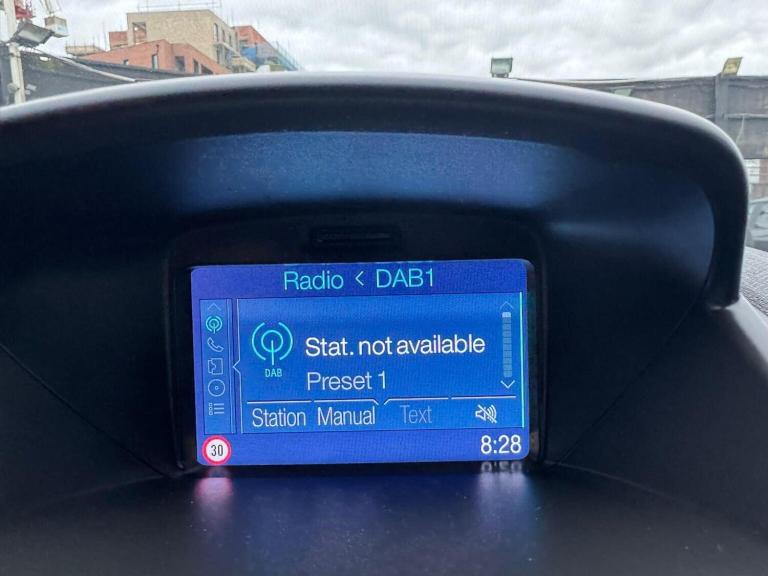 Radio < DAB1
DAB
Stat. not available
Preset 1
Station Manual Text
30
8:28